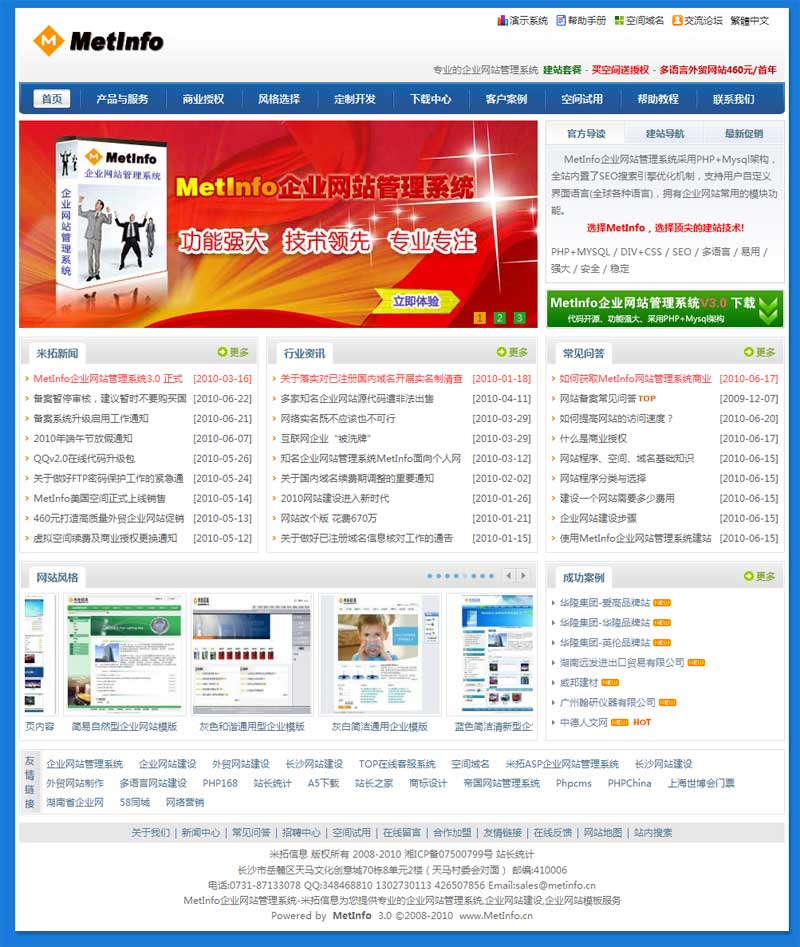 演示系统 帮助手册 空间域名 交流论坛 繁體中文
MetInfo
专业的企业网站管理系统 建站套餐 - 买空间送授权 - 多语言外贸网站460元/首年
首页 产品与服务 商业授权 风格选择 定制开发 下载中心 客户案例 空间试用 帮助教程 联系我们
MetInfo
企业网站管理系统
企业网站管理系统
MetInfo企业网站管理系统
功能强大 技术领先 专业专注
立即体验
1 2 3
官方导读 建站导航 最新促销
MetInfo企业网站管理系统采用PHP+Mysql架构，
全站内置了SEO搜索引擎优化机制，支持用户自定义
界面语言(全球各种语言)，拥有企业网站常用的模块功
能。
选择MetInfo，选择顶尖的建站技术!
PHP+MYSQL / DIV+CSS / SEO / 多语言 / 易用 /
强大 / 安全 / 稳定
MetInfo企业网站管理系统V3.0 下载
代码开源、功能强大、采用PHP+Mysql架构
米拓新闻 更多
MetInfo企业网站管理系统3.0 正式 [2010-03-16]
备案暂停审核，建议暂时不要购买国 [2010-06-22]
备案系统升级启用工作通知 [2010-06-21]
2010年端午节放假通知 [2010-06-07]
QQv2.0在线代码升级包 [2010-05-26]
关于做好FTP密码保护工作的紧急通 [2010-05-24]
MetInfo美国空间正式上线销售 [2010-05-14]
460元打造高质量外贸企业网站促销 [2010-05-13]
虚拟空间续费及商业授权更换通知 [2010-05-12]
行业资讯 更多
关于落实对已注册国内域名开展实名制清查 [2010-01-18]
多家知名企业网站源代码遭非法出售 [2010-04-11]
网络实名既不应该也不可行 [2010-03-29]
互联网企业“被洗牌” [2010-03-29]
知名企业网站管理系统MetInfo面向个人网 [2010-03-12]
关于国内域名续费期调整的重要通知 [2010-02-02]
2010网站建设进入新时代 [2010-01-26]
网站改个版 花费670万 [2010-01-21]
关于做好已注册域名信息核对工作的通告 [2010-01-15]
常见问答 更多
如何获取MetInfo网站管理系统商业 [2010-06-17]
网站备案常见问答 TOP [2009-12-07]
如何提高网站的访问速度？ [2010-06-20]
什么是商业授权 [2010-06-17]
网站程序、空间、域名基础知识 [2010-06-15]
网站程序分类与选择 [2010-06-15]
建设一个网站需要多少费用 [2010-06-15]
企业网站建设步骤 [2010-06-15]
使用MetInfo企业网站管理系统建站 [2010-06-15]
网站风格
页内容 简易自然型企业网站模版 灰色和谐通用型企业模版 灰白简洁通用企业模版 蓝色简洁清新型企
成功案例 更多
华隆集团-爱高品牌站 NEW
华隆集团-华隆品牌站 NEW
华隆集团-英伦品牌站 NEW
湖南远发进出口贸易有限公司 NEW
威邦建材 NEW
广州翰研仪器有限公司 NEW
中德人文网 NEW HOT
友情链接
企业网站管理系统 企业网站建设 外贸网站建设 长沙网站建设 TOP在线客服系统 空间域名 米拓ASP企业网站管理系统 长沙网站建设
外贸网站制作 多语言网站建设 PHP168 站长统计 A5下载 站长之家 商标设计 帝国网站管理系统 Phpcms PHPChina 上海世博会门票
湖南省企业网 58同城 网络营销
关于我们 | 新闻中心 | 常见问答 | 招聘中心 | 空间试用 | 在线留言 | 合作加盟 | 友情链接 | 在线反馈 | 网站地图 | 站内搜索
米拓信息 版权所有 2008-2010 湘ICP备07500799号 站长统计
长沙市岳麓区天马文化创意城70栋8单元2楼（天马村委会对面） 邮编:410006
电话:0731-87133078 QQ:348468810 1302730113 426507856 Email:sales@metinfo.cn
MetInfo企业网站管理系统-米拓信息为您提供专业的企业网站管理系统,企业网站建设,企业网站模板服务
Powered by MetInfo 3.0 ©2008-2010 www.MetInfo.cn